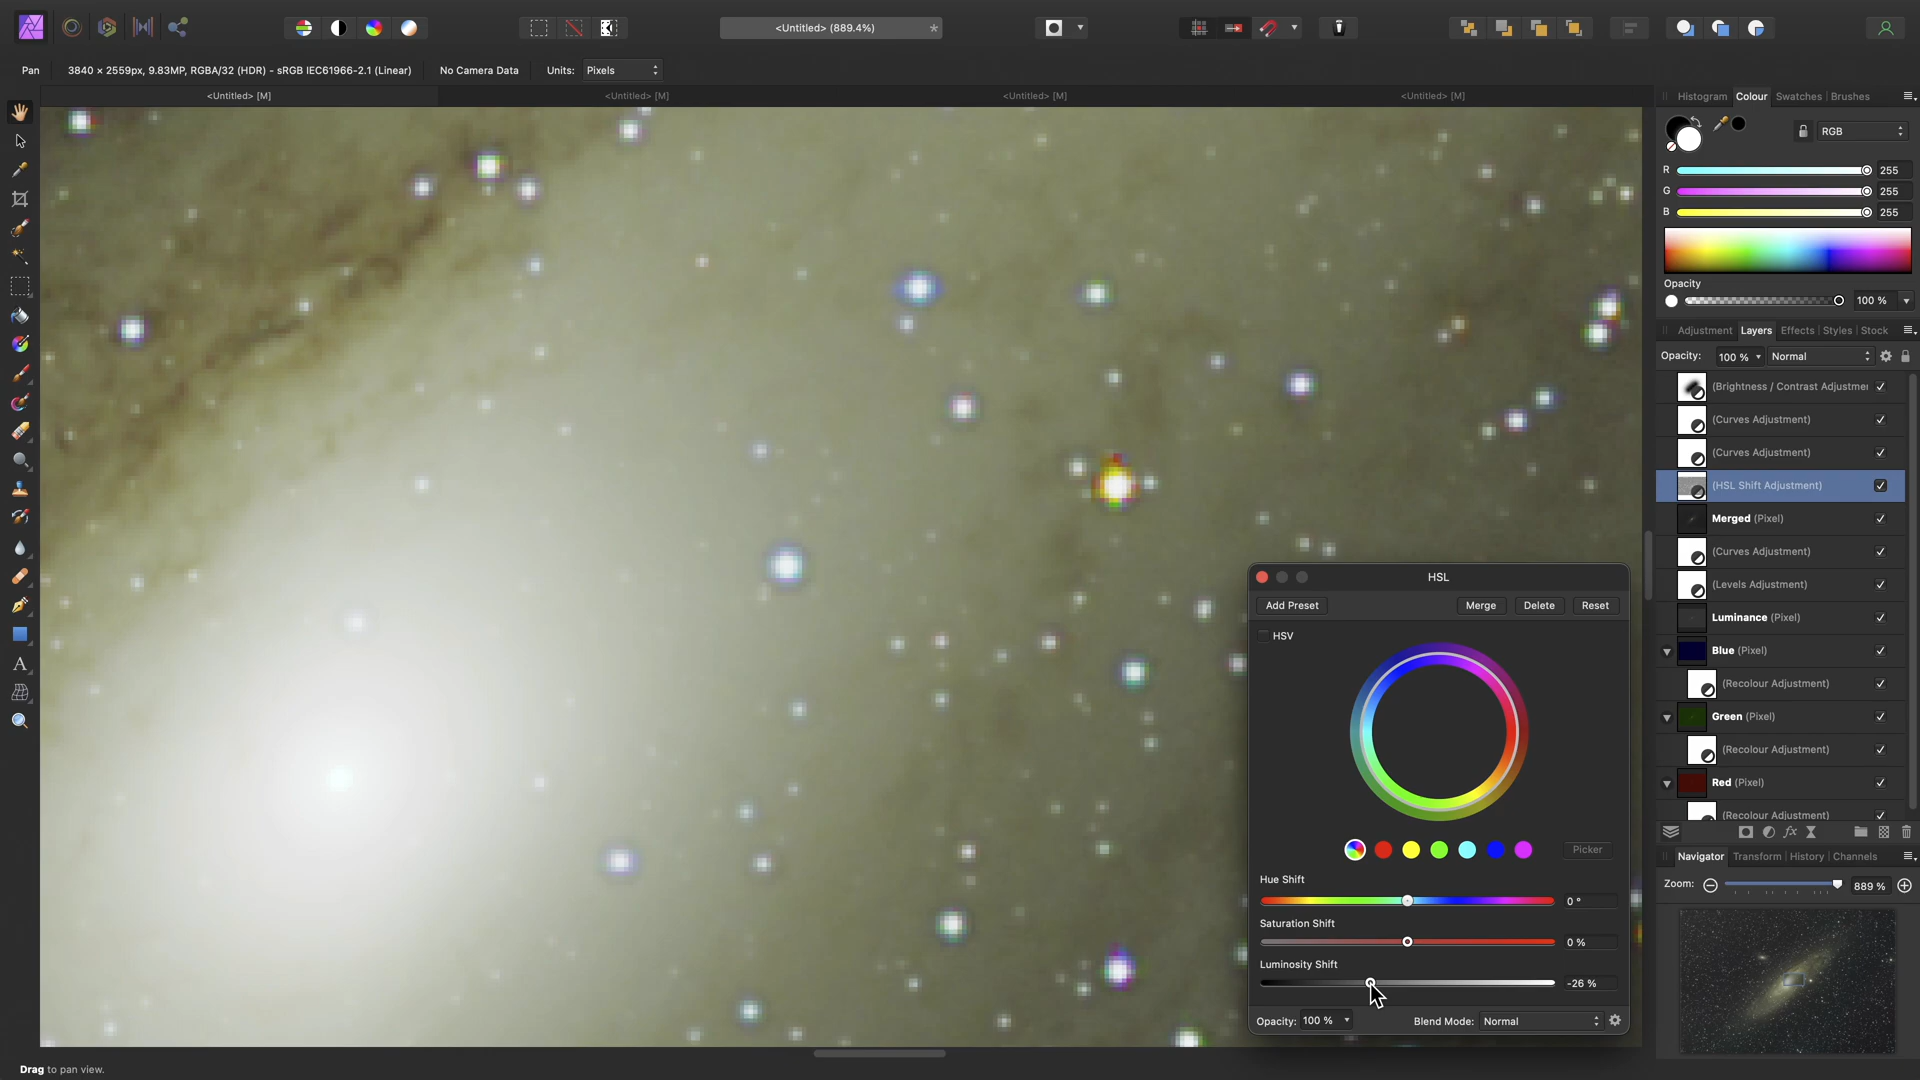 <Untitled> (889.4%)
*
Pan
3840 × 2559px, 9.83MP, RGBA/32 (HDR) - sRGB IEC61966-2.1 (Linear)
No Camera Data
Units: Pixels
<Untitled> [M]
<Untitled> [M]
<Untitled> [M]
<Untitled> [M]
Histogram Colour Swatches Brushes
RGB
R 255
G 255
B 255
Opacity
100 %
Adjustment Layers Effects Styles Stock
Opacity: 100 % Normal
(Brightness / Contrast Adjustmen
(Curves Adjustment)
(Curves Adjustment)
(HSL Shift Adjustment)
Merged (Pixel)
(Curves Adjustment)
(Levels Adjustment)
Luminance (Pixel)
Blue (Pixel)
(Recolour Adjustment)
Green (Pixel)
(Recolour Adjustment)
Red (Pixel)
(Recolour Adjustment)
Navigator Transform History Channels
Zoom: 889 %
HSL
Add Preset Merge Delete Reset
HSV
Picker
Hue Shift
0 °
Saturation Shift
0 %
Luminosity Shift
-26 %
Opacity: 100 % Blend Mode: Normal
A
Drag to pan view.